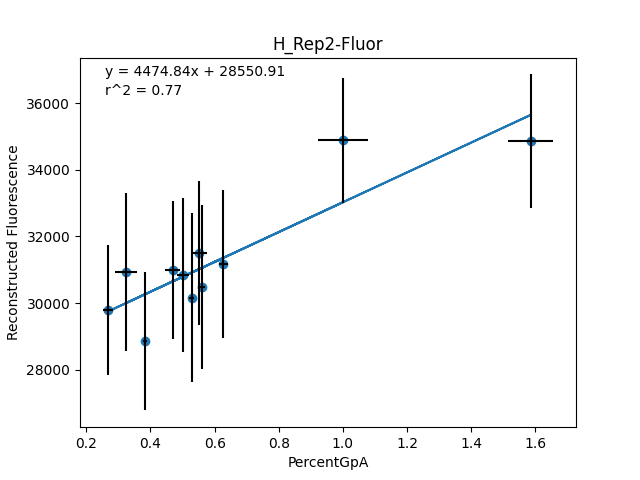 H_Rep2-Fluor
y = 4474.84x + 28550.91
r^2 = 0.77
36000
34000
32000
30000
28000
Reconstructed Fluorescence
0.2 0.4 0.6 0.8 1.0 1.2 1.4 1.6
PercentGpA